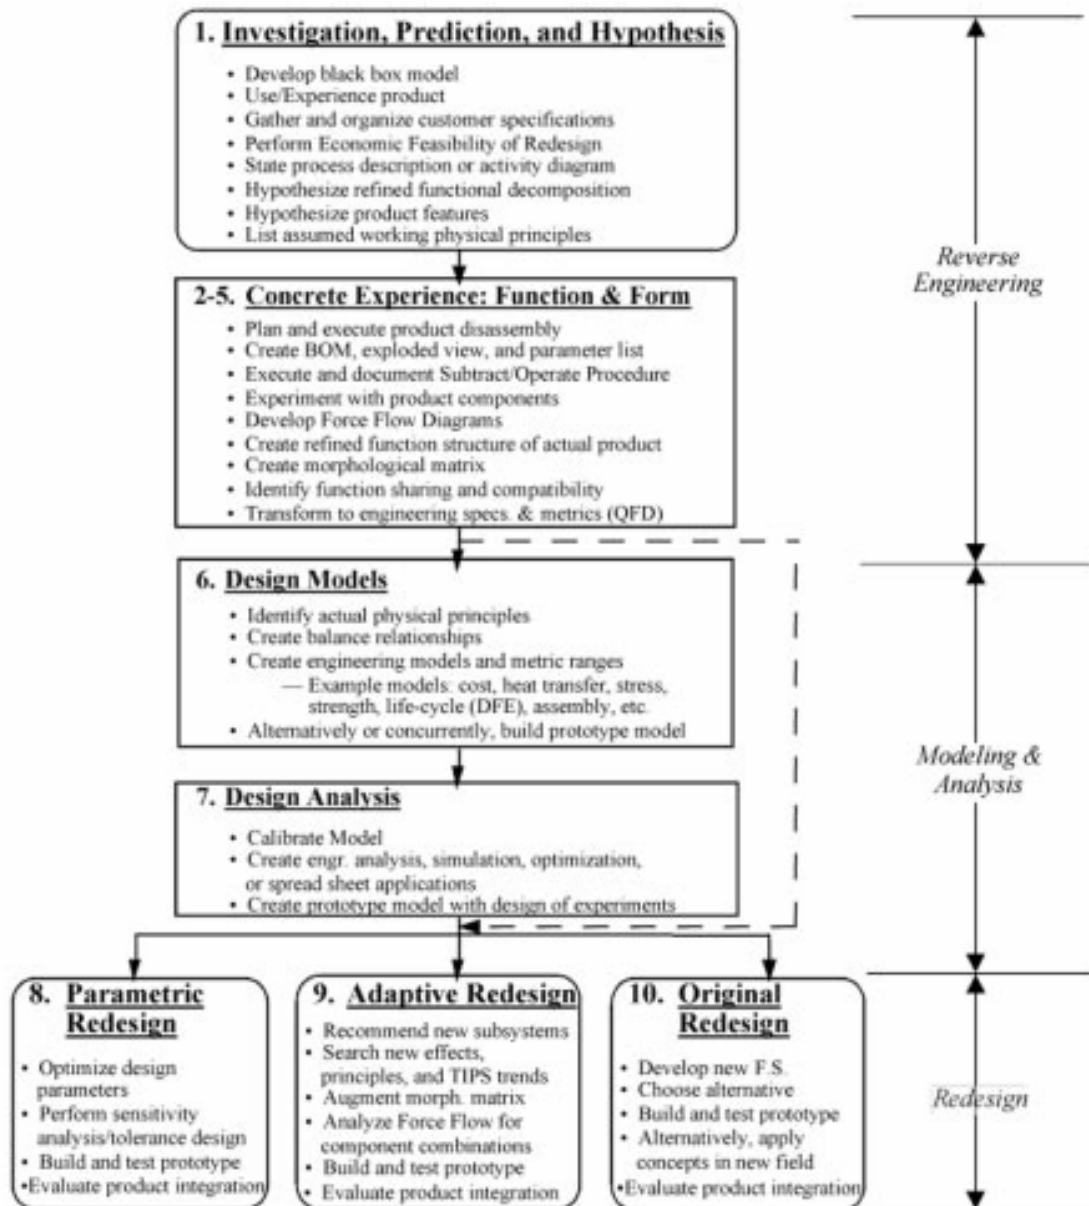 1. Investigation, Prediction, and Hypothesis
• Develop black box model
• Use/Experience product
• Gather and organize customer specifications
• Perform Economic Feasibility of Redesign
• State process description or activity diagram
• Hypothesize refined functional decomposition
• Hypothesize product features
• List assumed working physical principles
Reverse
Engineering
2-5. Concrete Experience: Function & Form
• Plan and execute product disassembly
• Create BOM, exploded view, and parameter list
• Execute and document Subtract/Operate Procedure
• Experiment with product components
• Develop Force Flow Diagrams
• Create refined function structure of actual product
• Create morphological matrix
• Identify function sharing and compatibility
• Transform to engineering specs. & metrics (QFD)
6. Design Models
• Identify actual physical principles
• Create balance relationships
• Create engineering models and metric ranges
— Example models: cost, heat transfer, stress,
strength, life-cycle (DFE), assembly, etc.
• Alternatively or concurrently, build prototype model
Modeling &
Analysis
7. Design Analysis
• Calibrate Model
• Create engr. analysis, simulation, optimization,
or spread sheet applications
• Create prototype model with design of experiments
8. Parametric
Redesign
• Optimize design
parameters
• Perform sensitivity
analysis/tolerance design
• Build and test prototype
•Evaluate product integration
9. Adaptive Redesign
• Recommend new subsystems
• Search new effects,
principles, and TIPS trends
• Augment morph. matrix
• Analyze Force Flow for
component combinations
• Build and test prototype
• Evaluate product integration
10. Original
Redesign
• Develop new F.S.
• Choose alternative
• Build and test prototype
• Alternatively, apply
concepts in new field
•Evaluate product integration
Redesign